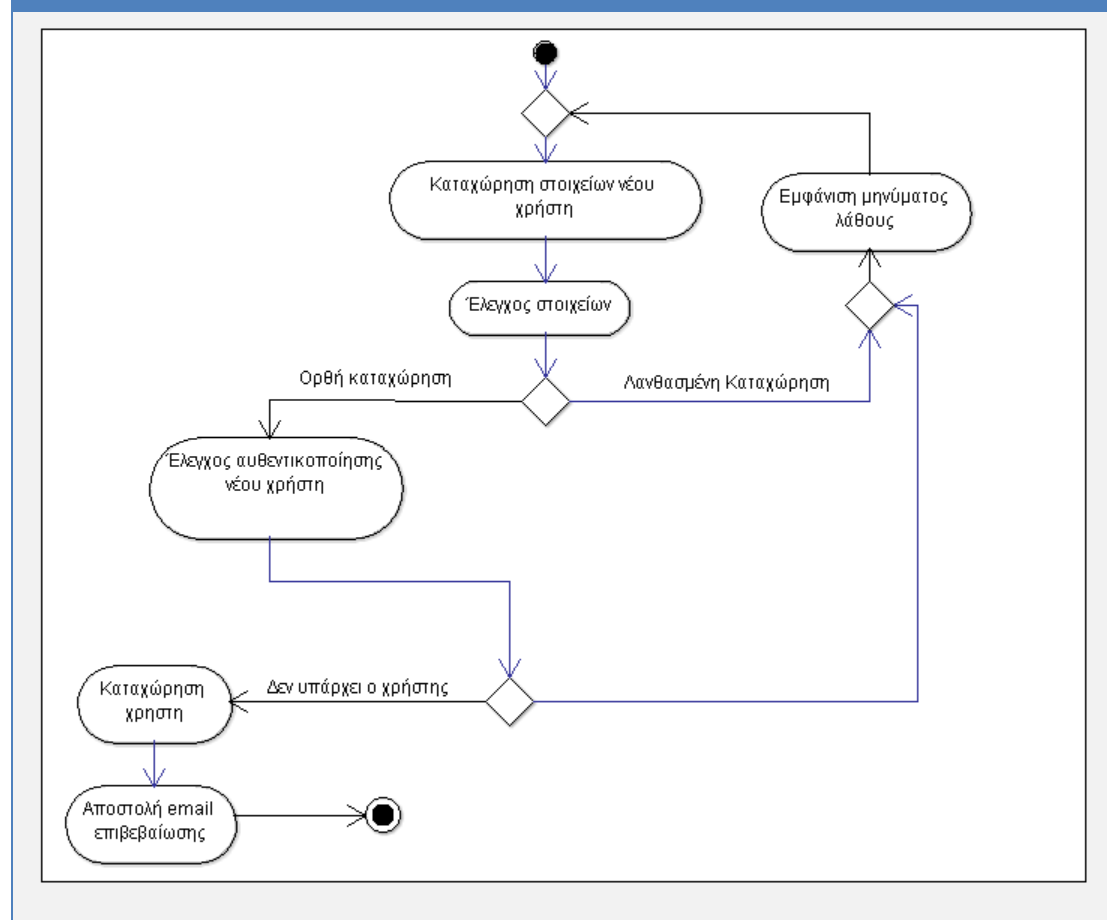 Καταχώρηση στοιχείων νέου
χρήστη
Εμφάνιση μηνύματος
λάθους
Έλεγχος στοιχείων
Ορθή καταχώρηση
Λανθασμένη Καταχώρηση
Έλεγχος αυθεντικοποίησης
νέου χρήστη
Καταχώρηση
χρηστη
Δεν υπάρχει ο χρήστης
Αποστολή email
επιβεβαίωσης